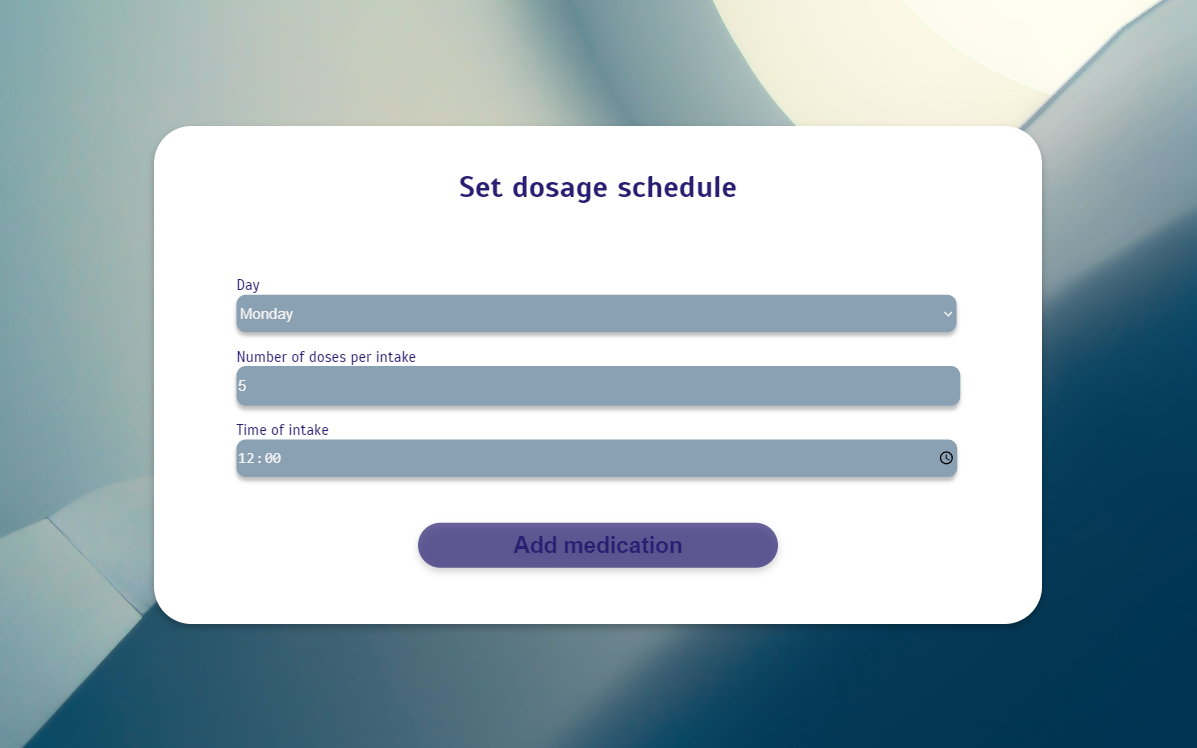 Set dosage schedule
Day
Monday
Number of doses per intake
5
Time of intake
12:00
Add medication